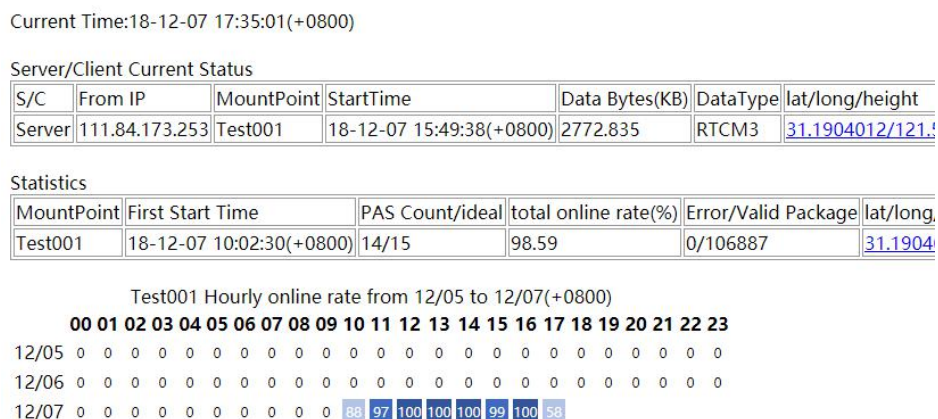 Current Time:18-12-07 17:35:01(+0800)
Server/Client Current Status
S/C From IP MountPoint StartTime Data Bytes(KB) DataType lat/long/height
Server 111.84.173.253 Test001 18-12-07 15:49:38(+0800) 2772.835 RTCM3 31.1904012/121.5
Statistics
MountPoint First Start Time PAS Count/ideal total online rate(%) Error/Valid Package lat/long/
Test001 18-12-07 10:02:30(+0800) 14/15 98.59 0/106887 31.1904
Test001 Hourly online rate from 12/05 to 12/07(+0800)
00 01 02 03 04 05 06 07 08 09 10 11 12 13 14 15 16 17 18 19 20 21 22 23
12/05 0 0 0 0 0 0 0 0 0 0 0 0 0 0 0 0 0 0 0 0 0 0 0 0
12/06 0 0 0 0 0 0 0 0 0 0 0 0 0 0 0 0 0 0 0 0 0 0 0 0
12/07 0 0 0 0 0 0 0 0 0 0 88 97 100 100 100 99 100 58